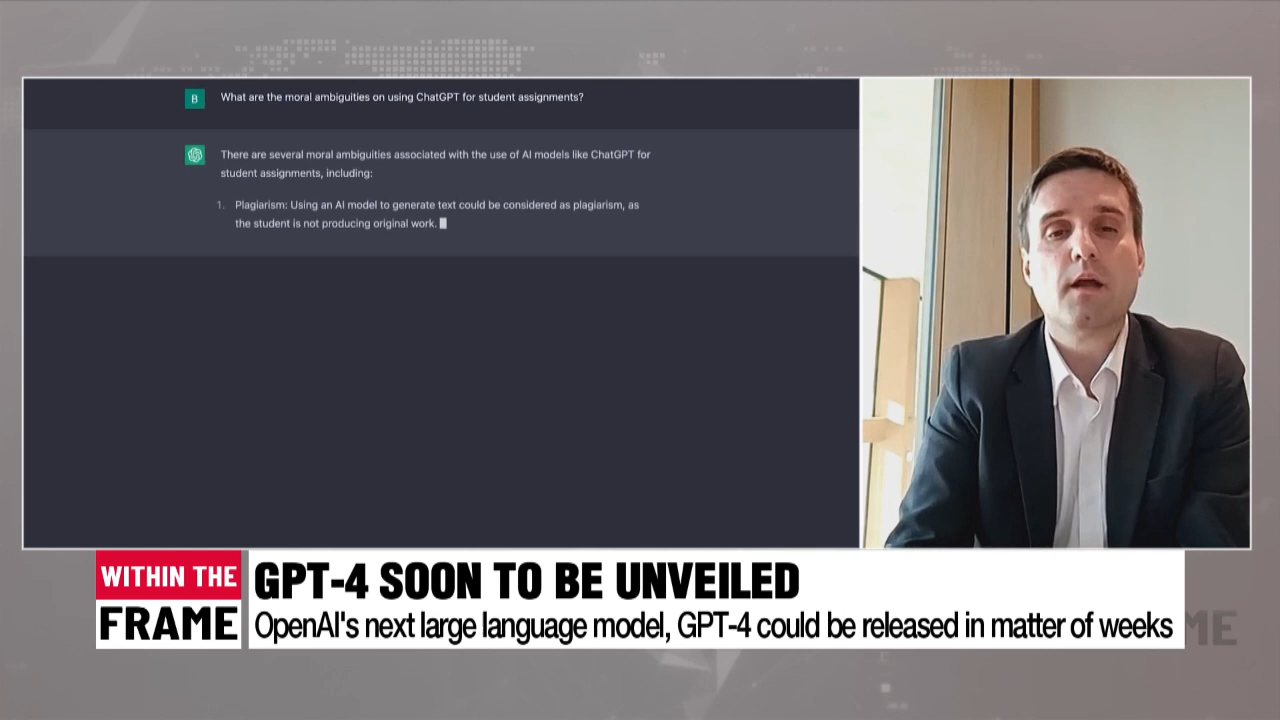 B
What are the moral ambiguities on using ChatGPT for student assignments?
There are several moral ambiguities associated with the use of AI models like ChatGPT for
student assignments, including:
1. Plagiarism: Using an AI model to generate text could be considered as plagiarism, as
the student is not producing original work.
WITHIN THE
FRAME
GPT-4 SOON TO BE UNVEILED
OpenAI's next large language model, GPT-4 could be released in matter of weeks